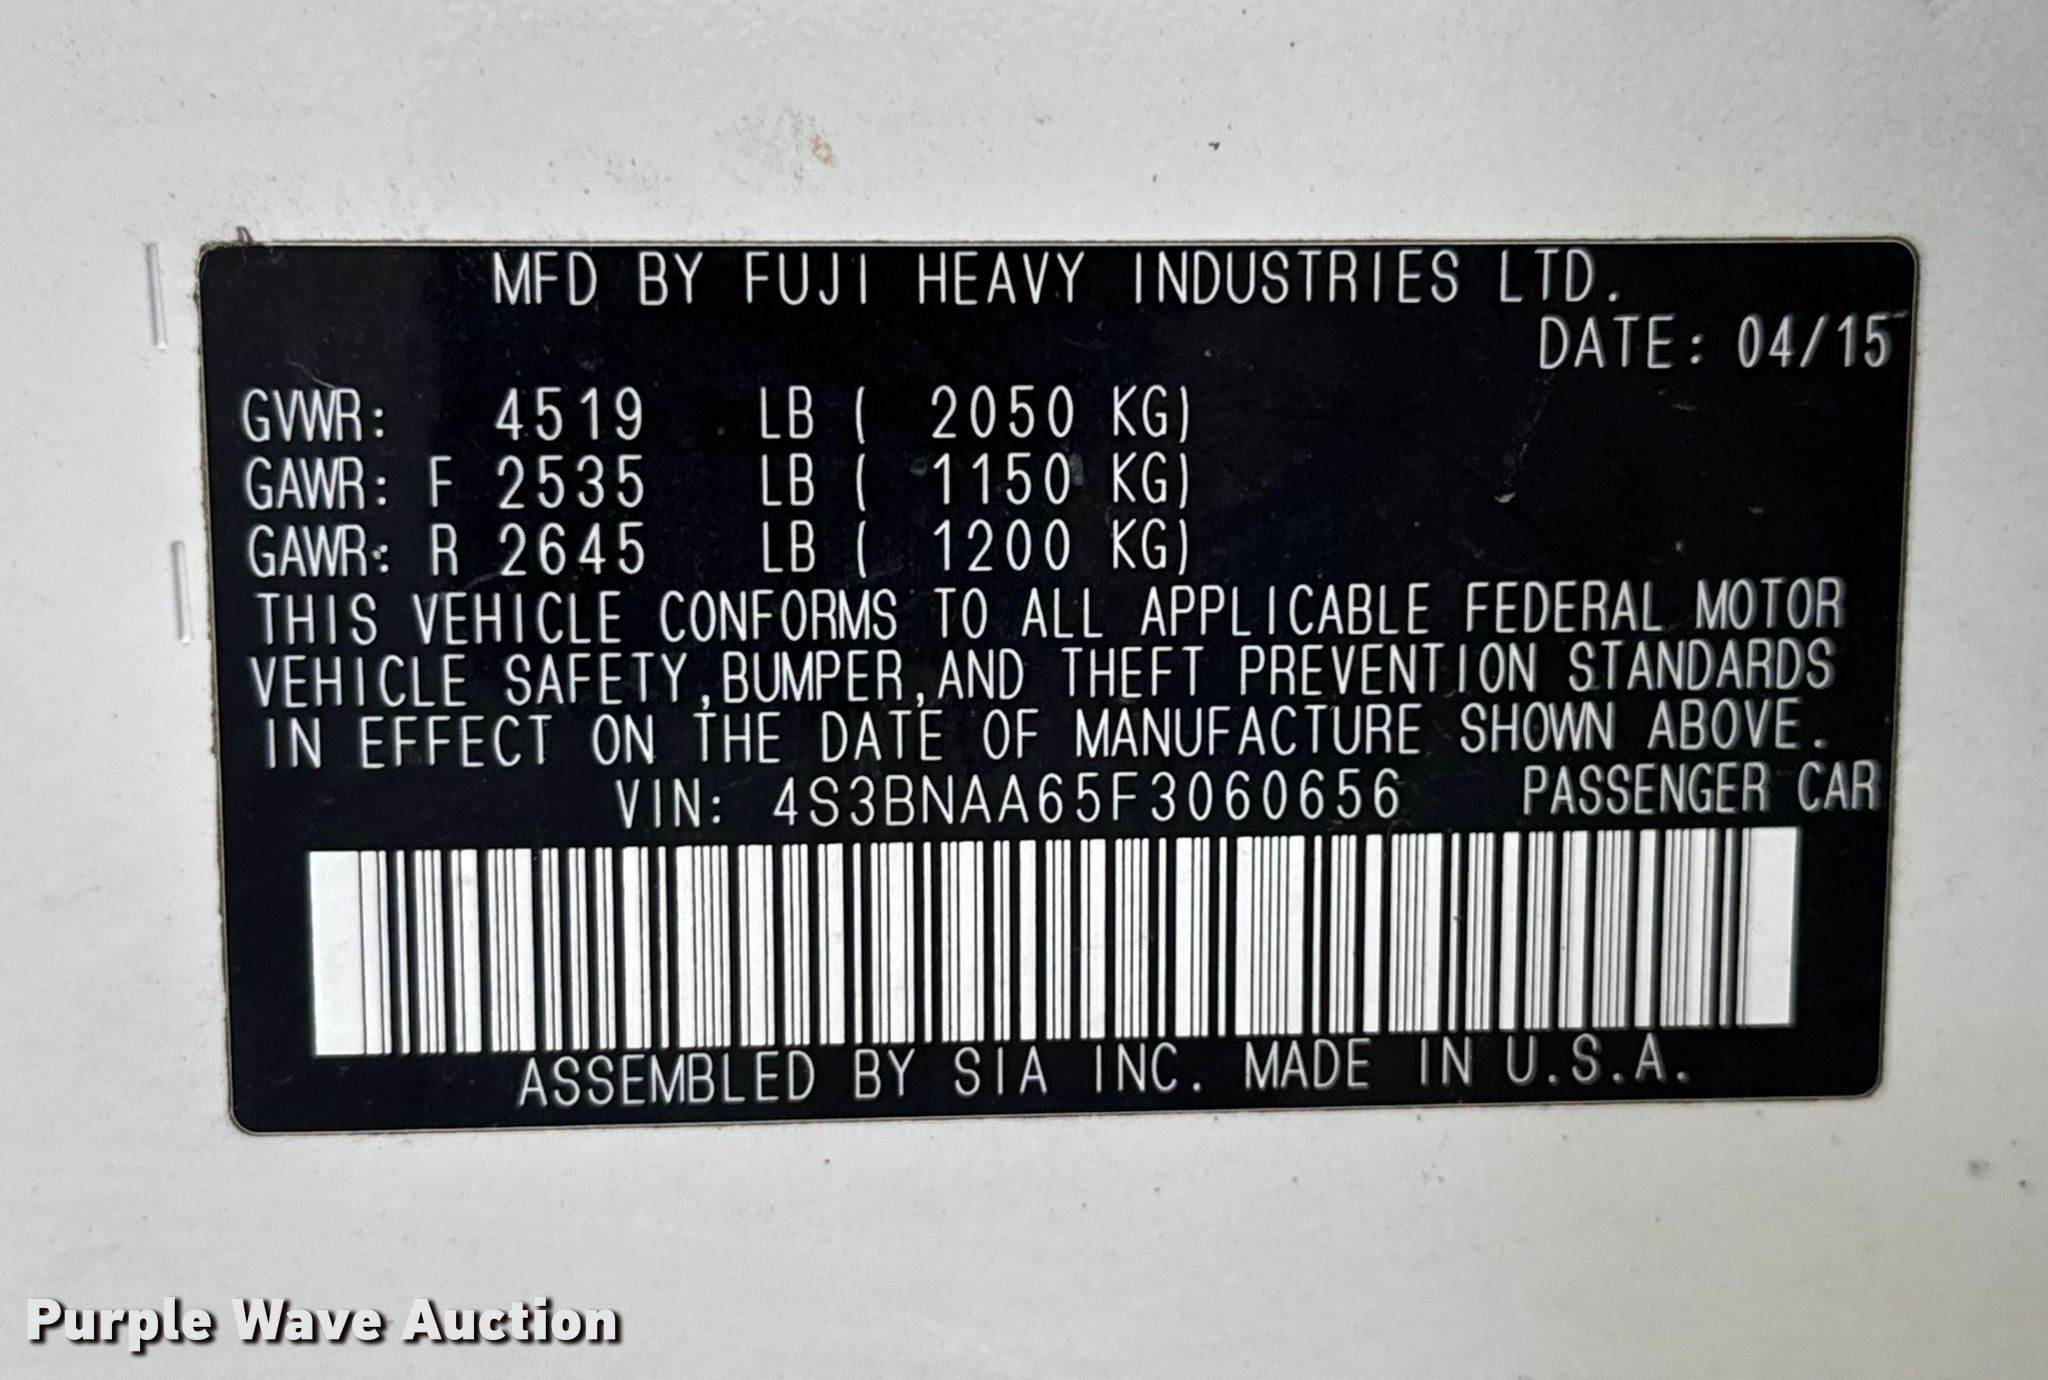 MFD BY FUJI HEAVY INDUSTRIES LTD.
DATE: 04/15
GVWR: 4519 LB ( 2050 KG)
GAWR: F 2535 LB ( 1150 KG)
GAWR: R 2645 LB ( 1200 KG)
THIS VEHICLE CONFORMS TO ALL APPLICABLE FEDERAL MOTOR
VEHICLE SAFETY,BUMPER,AND THEFT PREVENTION STANDARDS
IN EFFECT ON THE DATE OF MANUFACTURE SHOWN ABOVE.
VIN: 4S3BNAA65F3060656 PASSENGER CAR
ASSEMBLED BY SIA INC. MADE IN U.S.A.
Purple Wave Auction